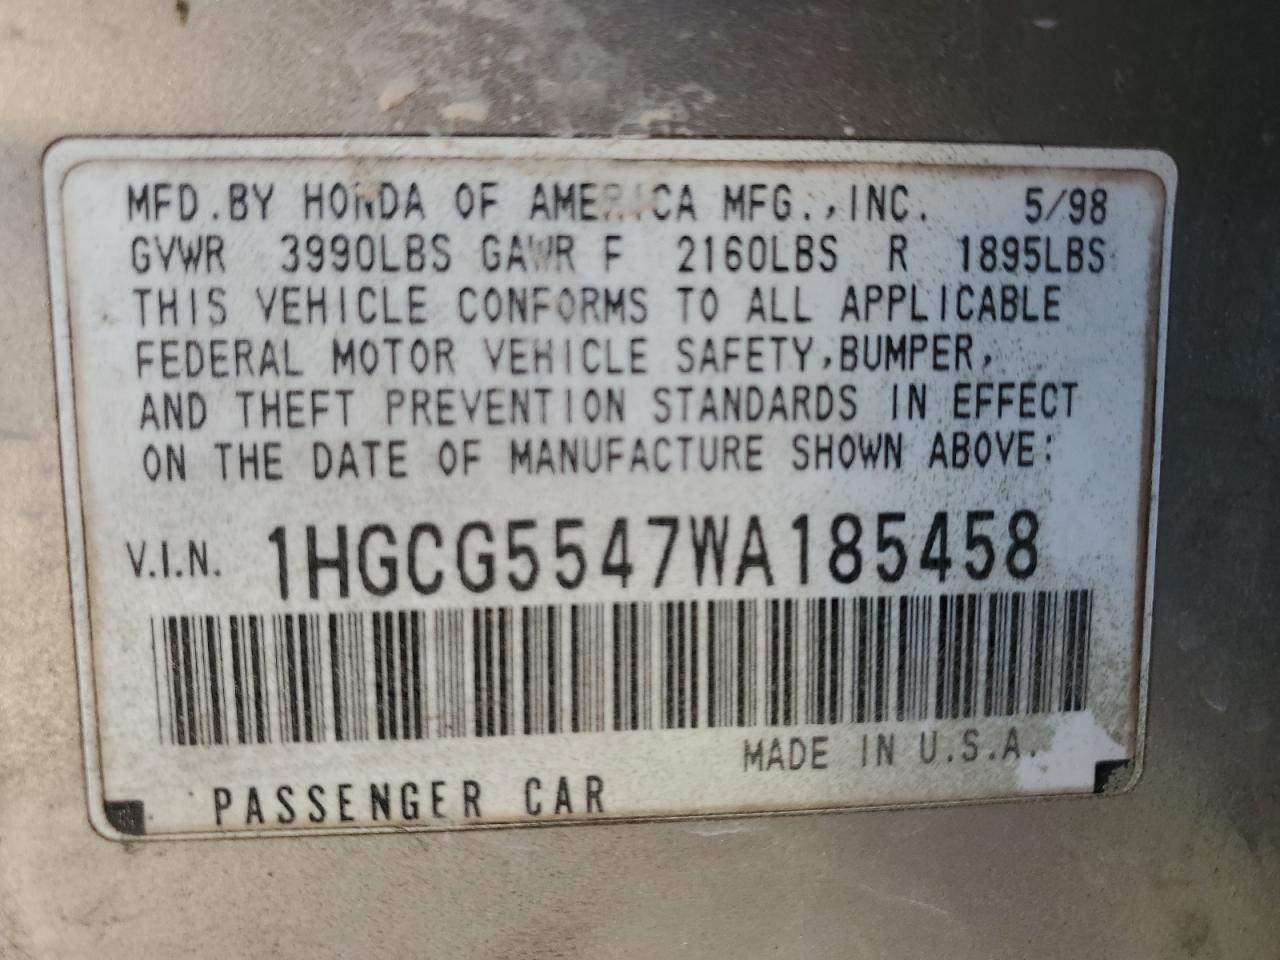 MFD.BY HONDA OF AMERICA MFG.,INC. 5/98
GVWR 3990LBS GAWR F 2160LBS R 1895LBS
THIS VEHICLE CONFORMS TO ALL APPLICABLE
FEDERAL MOTOR VEHICLE SAFETY,BUMPER,
AND THEFT PREVENTION STANDARDS IN EFFECT
ON THE DATE OF MANUFACTURE SHOWN ABOVE:
V.I.N. 1HGCG5547WA185458
MADE IN U.S.A.
PASSENGER CAR